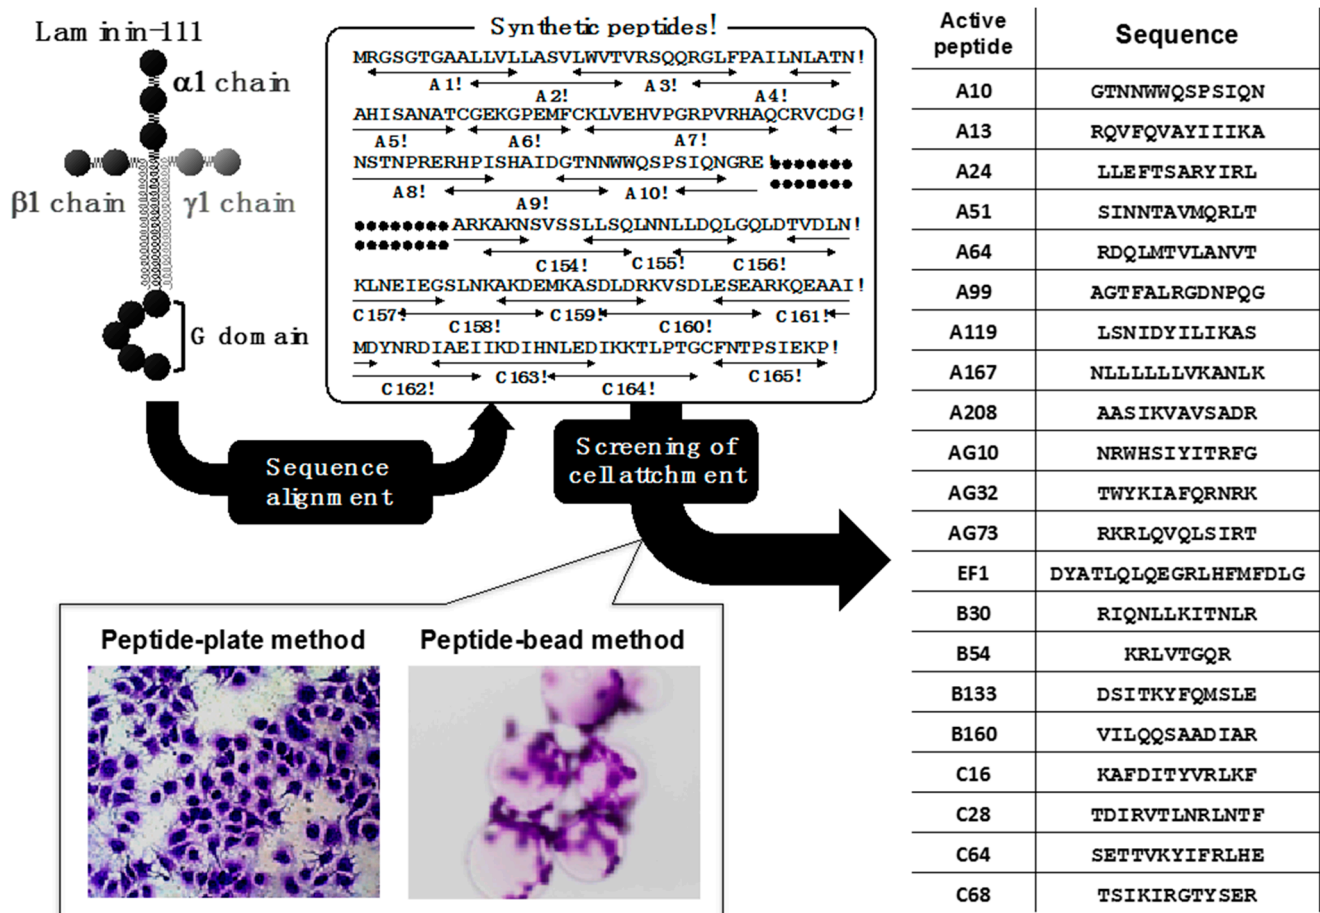 Laminin-111
α1 chain
β1 chain
γ1 chain
G domain
Sequence
alignment
Synthetic peptides!
MRGSGTGAALLVLLASVLWVTVRSQQRGLFPAILNLATN!
A1!
A2!
A3!
A4!
AHISANATCGEKGPEMFCKLVEHVPGRPVRHAQCRVCDG!
A5!
A6!
A7!
NSTNPRERHPISHAIDGTNNWWQSPSIQNGRE!
A8!
A9!
A10!
ARKAKNSVSSLLSQLNNLLDQLGQLDTVDLN!
C154!
C155!
C156!
KLNEIEGSLNKAKDEMKASDLDRKVSDLESEARKQEAAI!
C157!
C158!
C159!
C160!
C161!
MDYNRDIAEIIKDIHNLEDIKKTLPTGCFNTPSIEKP!
C162!
C163!
C164!
C165!
Screening of
cell attchment
Peptide-plate method
Peptide-bead method
Active peptide Sequence
A10 GTNNWWQSPSIQN
A13 RQVFQVAYIIIKA
A24 LLEFTSARYIRL
A51 SINNTAVMQRLT
A64 RDQLMTVLANVT
A99 AGTFALRGDNPQG
A119 LSNIDYILIKAS
A167 NLLLLLLVKANLK
A208 AASIKVAVSADR
AG10 NRWHSIYITRFG
AG32 TWYKIAFQRNRK
AG73 RKRLQVQLSIRT
EF1 DYATLQLQEGRLHFMFDLG
B30 RIQNLLKITNLR
B54 KRLVTGQR
B133 DSITKYFQMSLE
B160 VILQQSAADIAR
C16 KAFDITYVRLKF
C28 TDIRVTLNRLNTF
C64 SETTVKYIFRLHE
C68 TSIKIRGTYSER